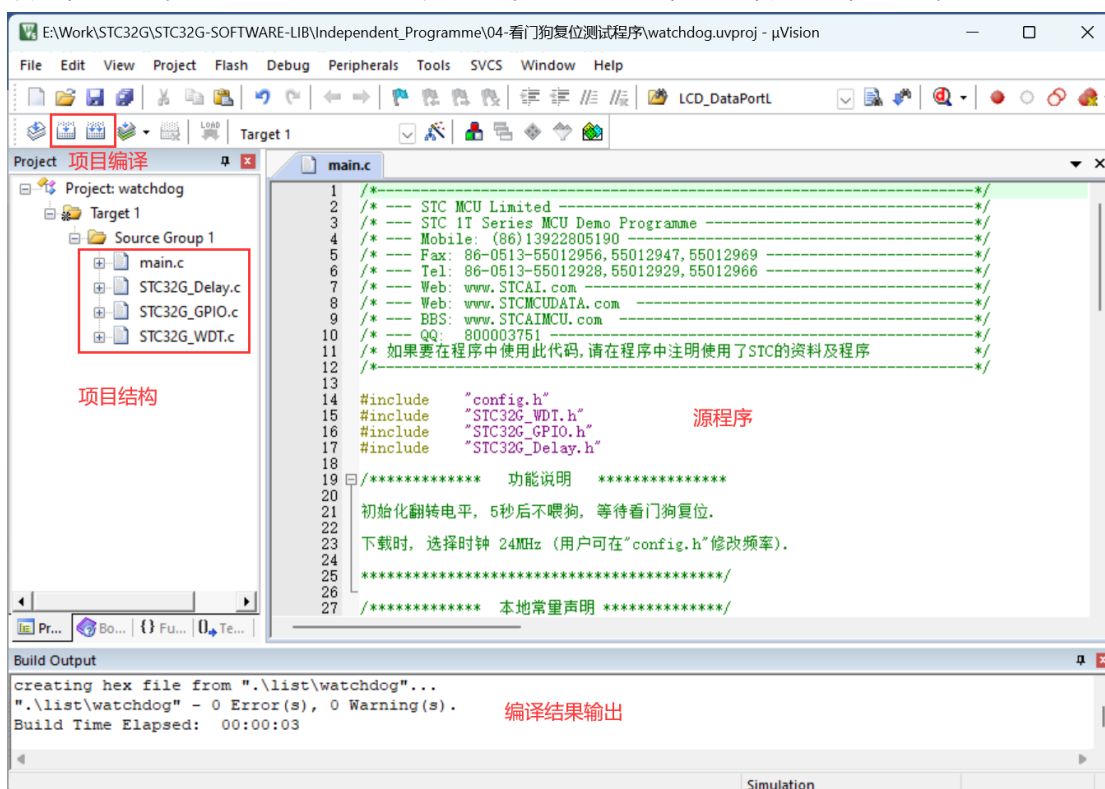 E:\Work\STC32G\STC32G-SOFTWARE-LIB\Independent_Programme\04-看门狗复位测试程序\watchdog.uvproj - µVision
File Edit View Project Flash Debug Peripherals Tools SVCS Window Help
LCD_DataPortL
LOAD Target 1
Project 项目编译
main.c
Project: watchdog
Target 1
Source Group 1
main.c
STC32G_Delay.c
STC32G_GPIO.c
STC32G_WDT.c
项目结构
1 /*---------------------------------------------------------------------*/
2 /* --- STC MCU Limited ------------------------------------------------*/
3 /* --- STC 1T Series MCU Demo Programme -------------------------------*/
4 /* --- Mobile: (86)13922805190 ----------------------------------------*/
5 /* --- Fax: 86-0513-55012956,55012947,55012969 ------------------------*/
6 /* --- Tel: 86-0513-55012928,55012929,55012966 ------------------------*/
7 /* --- Web: www.STCAI.com ---------------------------------------------*/
8 /* --- Web: www.STCMCUDATA.com ---------------------------------------*/
9 /* --- BBS: www.STCAIMCU.com -----------------------------------------*/
10 /* --- QQ: 800003751 -------------------------------------------------*/
11 /* 如果要在程序中使用此代码,请在程序中注明使用了STC的资料及程序 */
12 /*---------------------------------------------------------------------*/
13
14 #include "config.h"
15 #include "STC32G_WDT.h"
16 #include "STC32G_GPIO.h"
17 #include "STC32G_Delay.h"
源程序
18
19 /************* 功能说明 ***************
20
21 初始化翻转电平, 5秒后不喂狗, 等待看门狗复位.
22
23 下载时, 选择时钟 24MHz (用户可在"config.h"修改频率).
24
25 ******************************************/
26
27 /************* 本地常量声明 **************/
Pr... Bo... {} Fu... 0 Te...
Build Output
creating hex file from ".\list\watchdog"...
".\list\watchdog" - 0 Error(s), 0 Warning(s).
Build Time Elapsed: 00:00:03
编译结果输出
Simulation